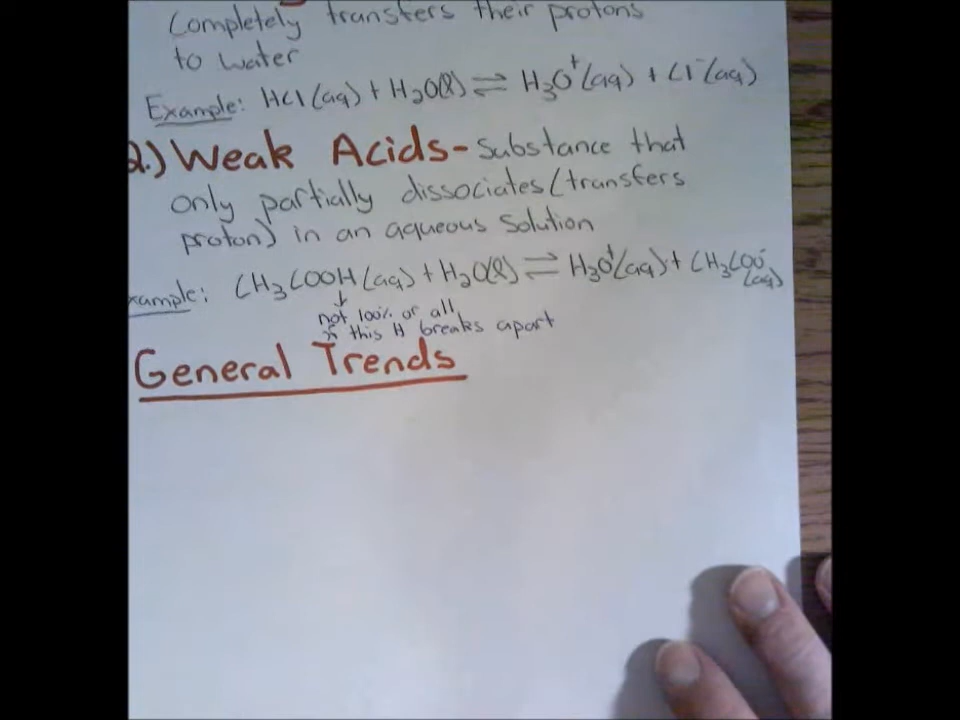 Completely transfers their protons
to water
Example: HCl(aq) + H₂O(l) ⇌ H₃O⁺(aq) + Cl⁻(aq)
2.) Weak Acids - Substance that
only partially dissociates (transfers
proton) in an aqueous solution
xample: CH₃COOH(aq) + H₂O(l) ⇌ H₃O⁺(aq) + CH₃COO⁻
(aq)
↓
not 100% or all
this H breaks apart
General Trends